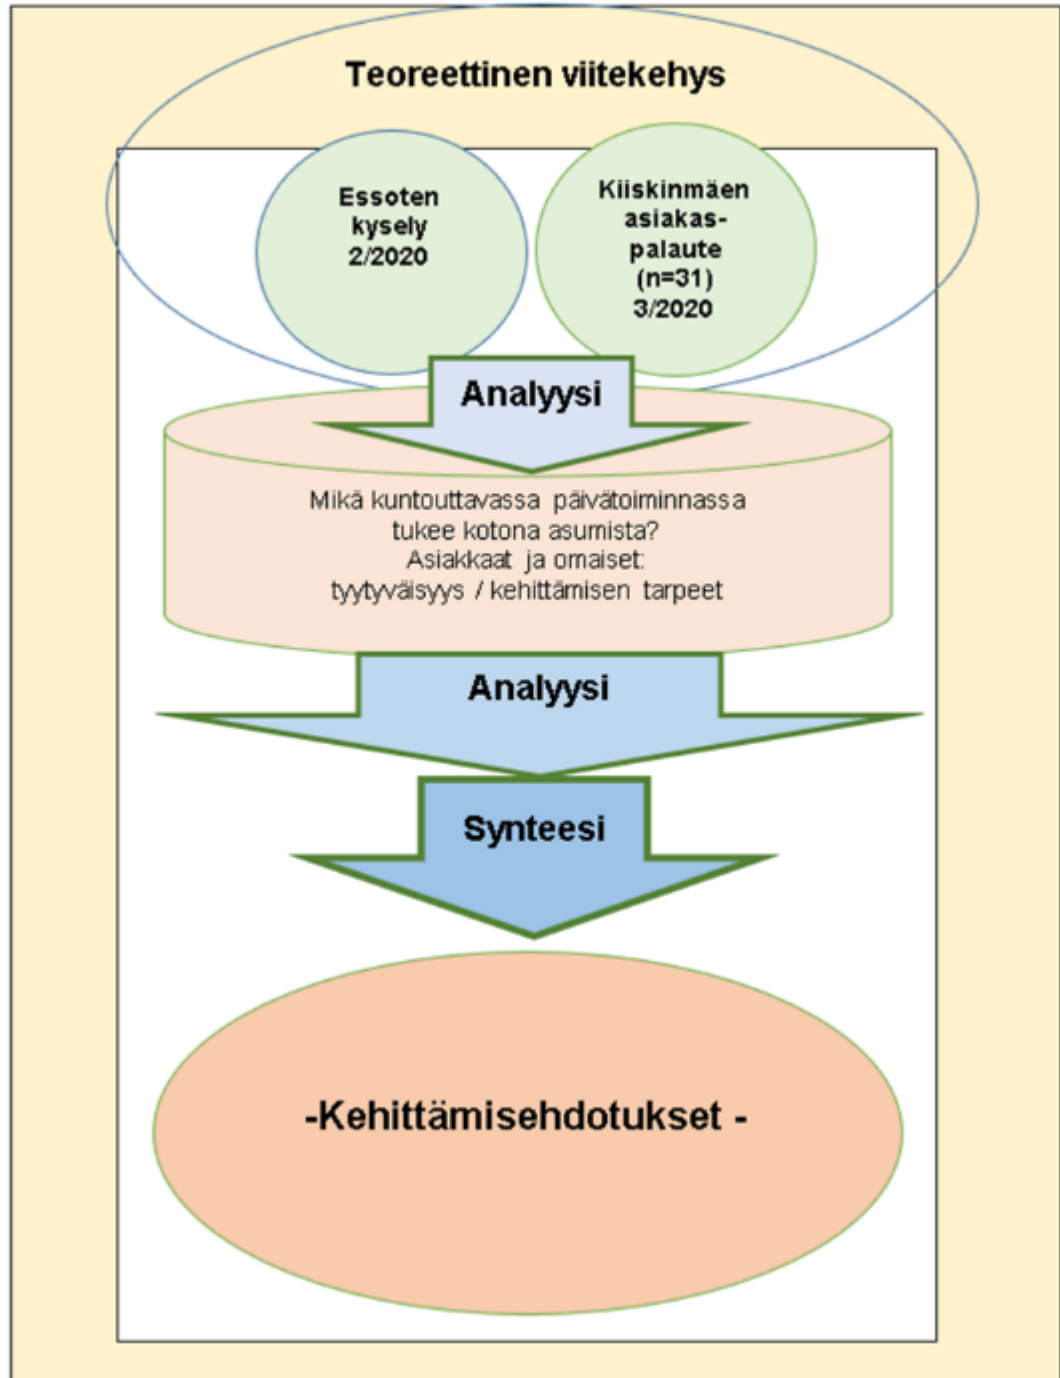 Teoreettinen viitekehys
Essoten
kysely
2/2020
Kiiskinmäen
asiakas-
palaute
(n=31)
3/2020
Analyysi
Mikä kuntouttavassa päivätoiminnassa
tukee kotona asumista?
Asiakkaat ja omaiset:
tyytyväisyys / kehittämisen tarpeet
Analyysi
Synteesi
-Kehittämisehdotukset -